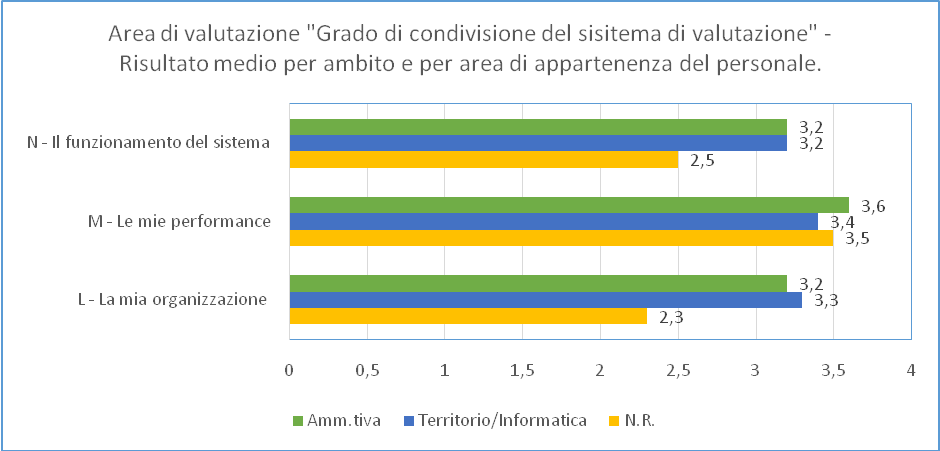 Area di valutazione "Grado di condivisione del sisitema di valutazione" -
Risultato medio per ambito e per area di appartenenza del personale.
N - Il funzionamento del sistema
3,2
3,2
2,5
M - Le mie performance
3,6
3,4
3,5
L - La mia organizzazione
3,2
3,3
2,3
0 0,5 1 1,5 2 2,5 3 3,5 4
Amm.tiva Territorio/Informatica N.R.